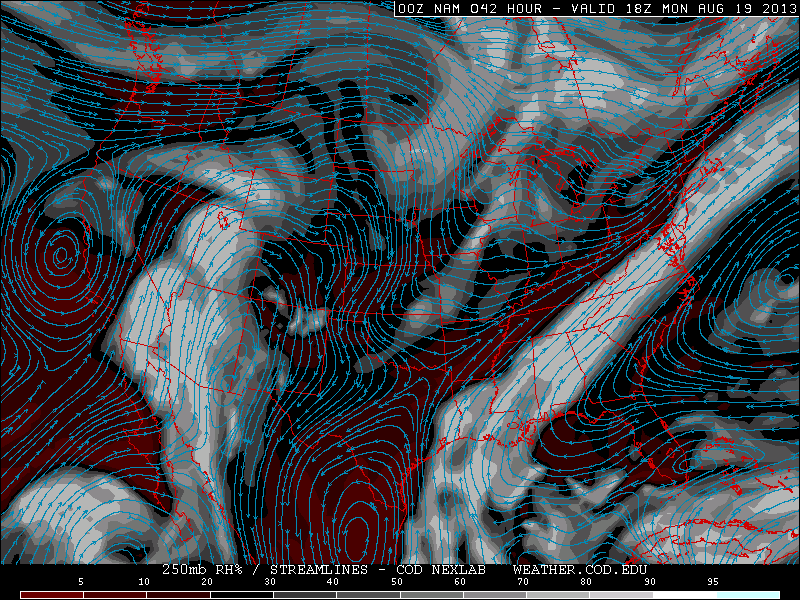 00Z NAM 042 HOUR - VALID 18Z MON AUG 19 2013
250mb RH% / STREAMLINES - COD NEXLAB WEATHER.COD.EDU
5 10 20 30 40 50 60 70 80 90 95